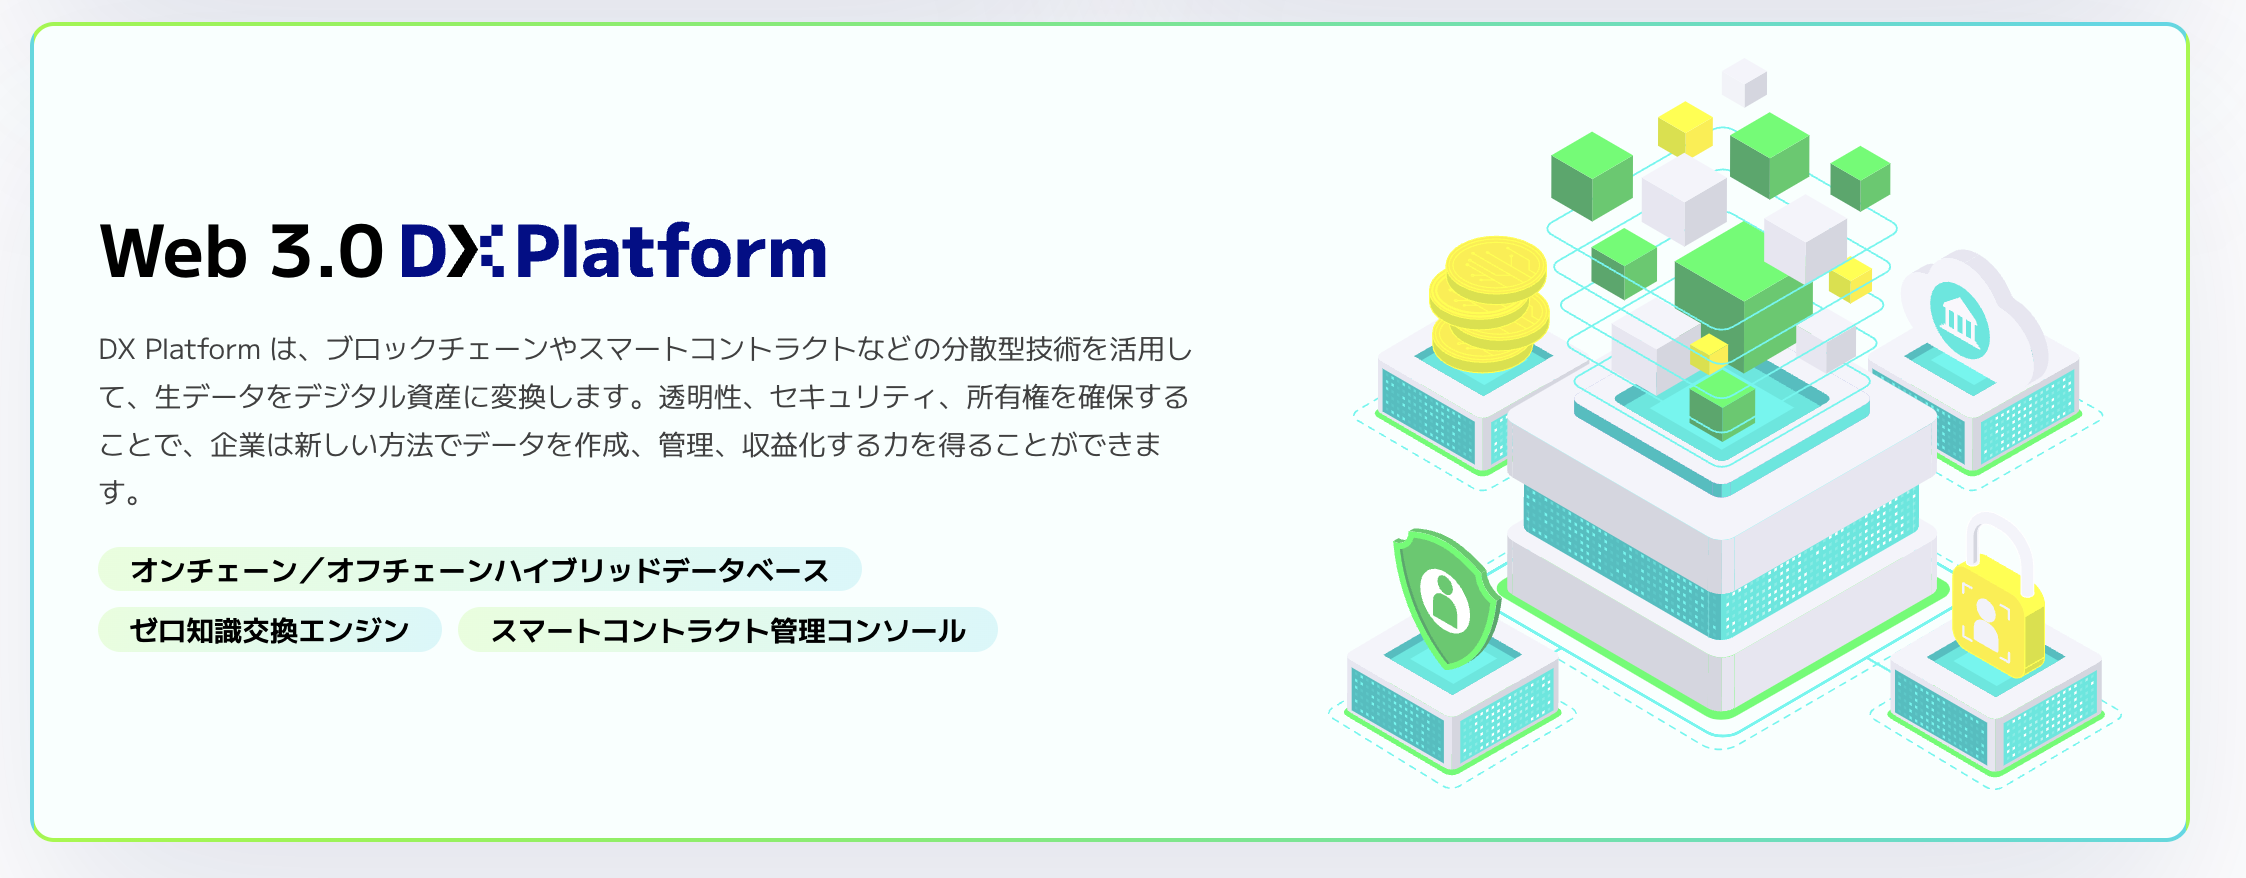 Web 3.0 DX Platform
DX Platform は、ブロックチェーンやスマートコントラクトなどの分散型技術を活用し
て、生データをデジタル資産に変換します。透明性、セキュリティ、所有権を確保する
ことで、企業は新しい方法でデータを作成、管理、収益化する力を得ることができま
す。
オンチェーン／オフチェーンハイブリッドデータベース
ゼロ知識交換エンジン スマートコントラクト管理コンソール